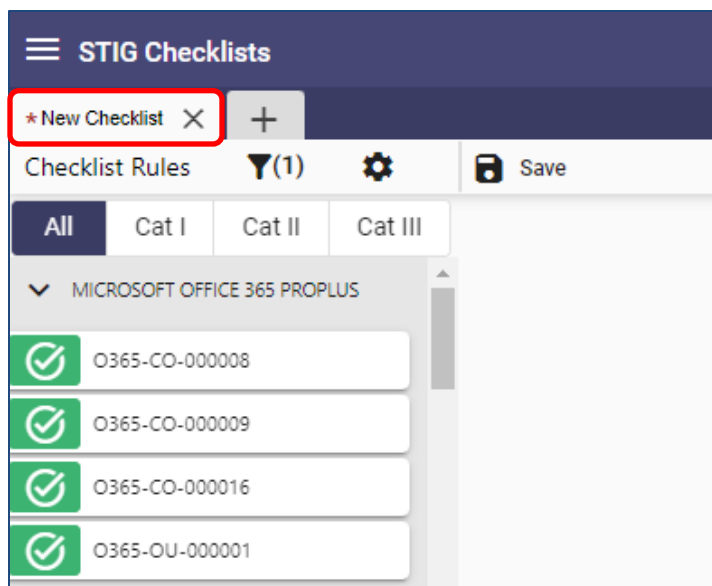 STIG Checklists
* New Checklist
Checklist Rules (1) Save
All Cat I Cat II Cat III
MICROSOFT OFFICE 365 PROPLUS
O365-CO-000008
O365-CO-000009
O365-CO-000016
O365-OU-000001